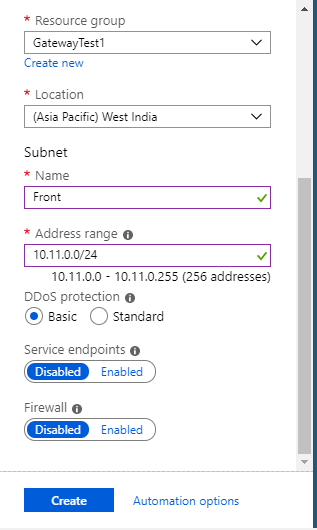 * Resource group
GatewayTest1
Create new
* Location
(Asia Pacific) West India
Subnet
* Name
Front
* Address range
10.11.0.0/24
10.11.0.0 - 10.11.0.255 (256 addresses)
DDoS protection
Basic Standard
Service endpoints
Disabled Enabled
Firewall
Disabled Enabled
Create Automation options